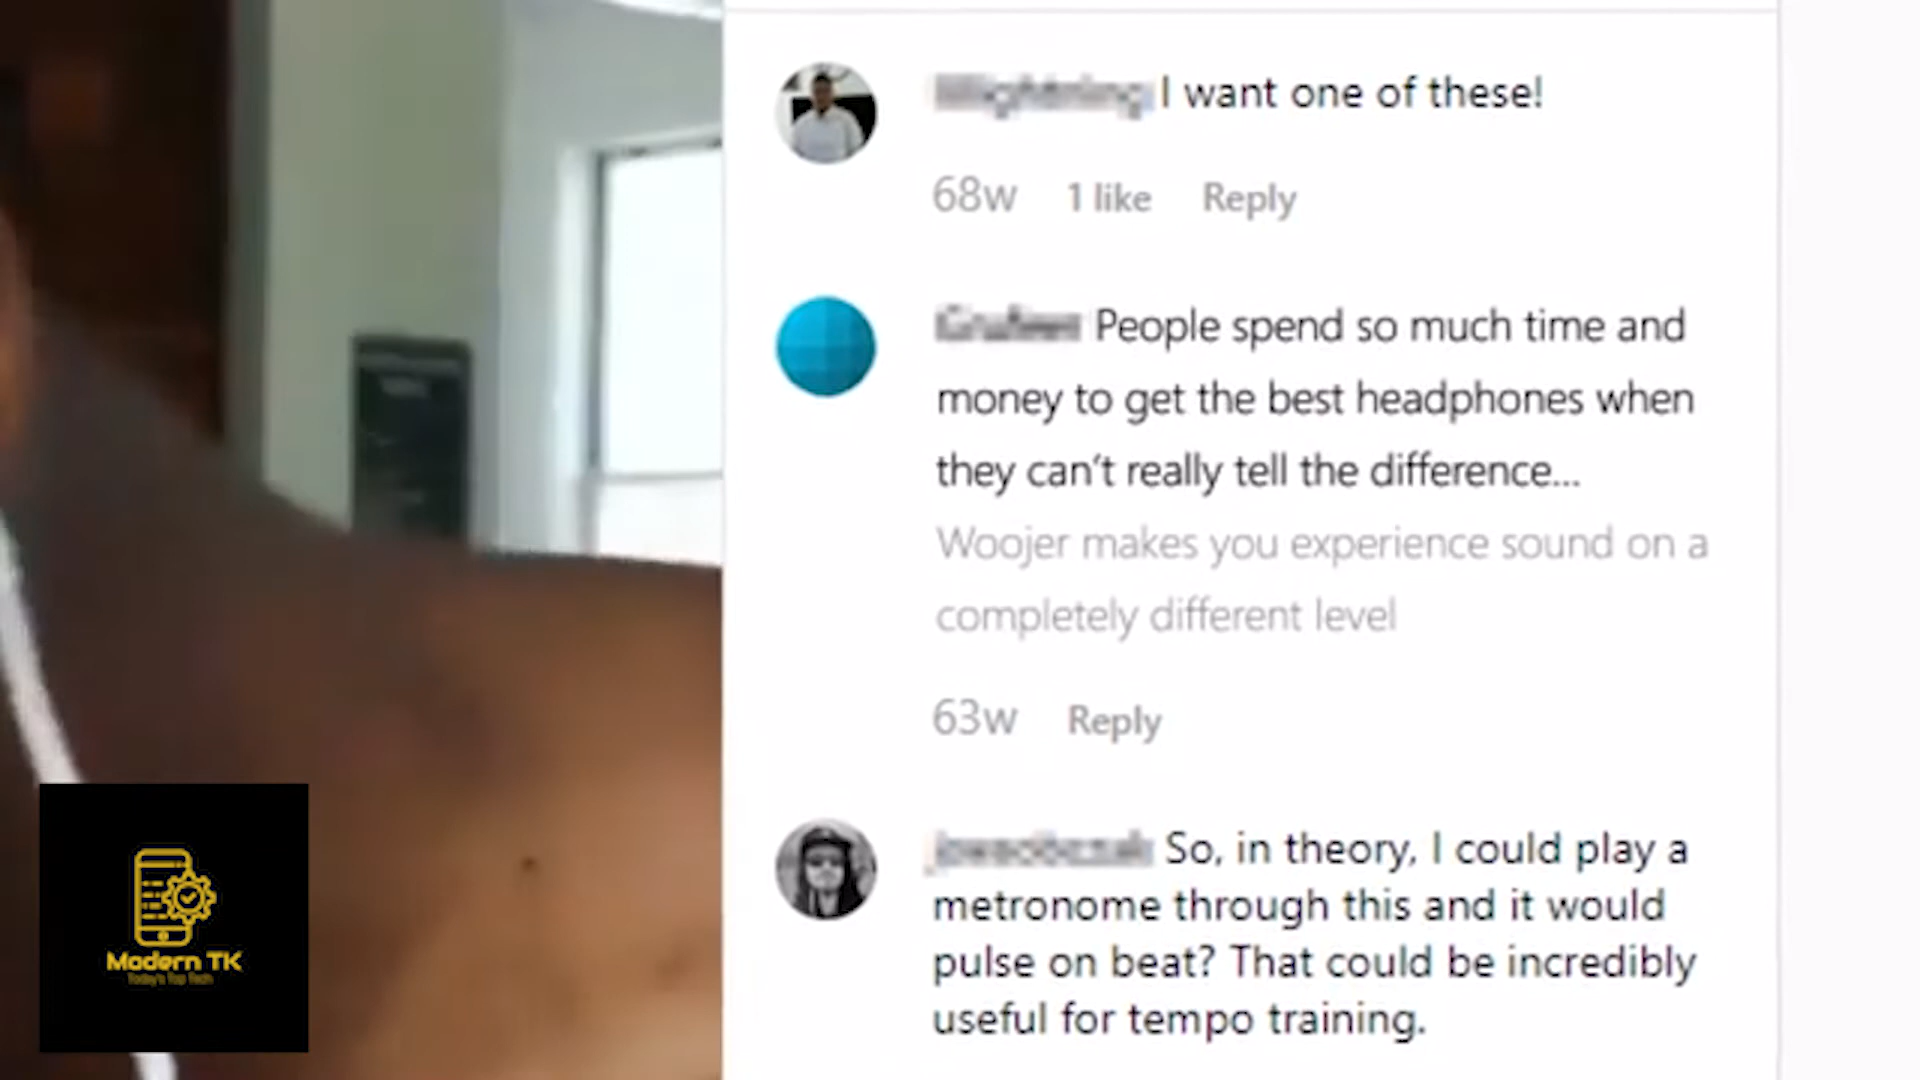 I want one of these!
68w 1 like Reply
People spend so much time and
money to get the best headphones when
they can't really tell the difference...
Woojer makes you experience sound on a
completely different level
63w Reply
So, in theory, I could play a
metronome through this and it would
pulse on beat? That could be incredibly
useful for tempo training.
Modern TK
Today's Top Tech